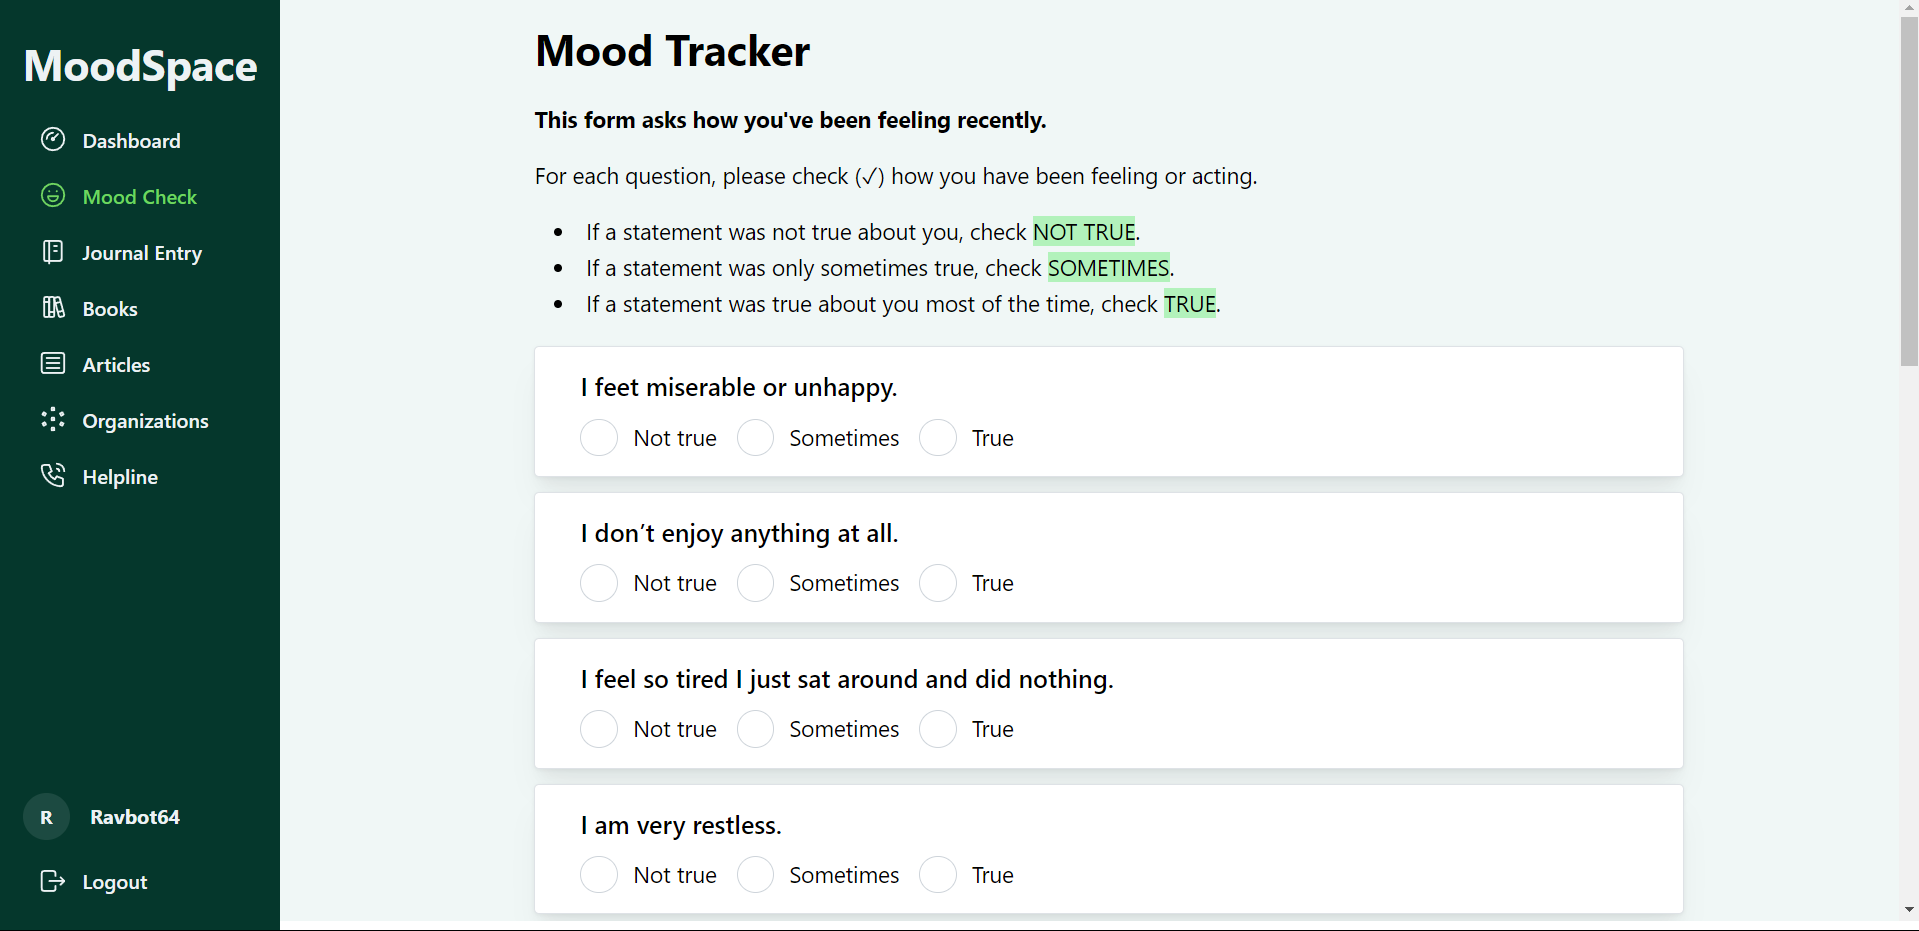 MoodSpace
Dashboard
Mood Check
Journal Entry
Books
Articles
Organizations
Helpline
R Ravbot64
Logout
Mood Tracker
This form asks how you've been feeling recently.
For each question, please check (✓) how you have been feeling or acting.
• If a statement was not true about you, check NOT TRUE.
• If a statement was only sometimes true, check SOMETIMES.
• If a statement was true about you most of the time, check TRUE.
I feet miserable or unhappy.
Not true Sometimes True
I don’t enjoy anything at all.
Not true Sometimes True
I feel so tired I just sat around and did nothing.
Not true Sometimes True
I am very restless.
Not true Sometimes True